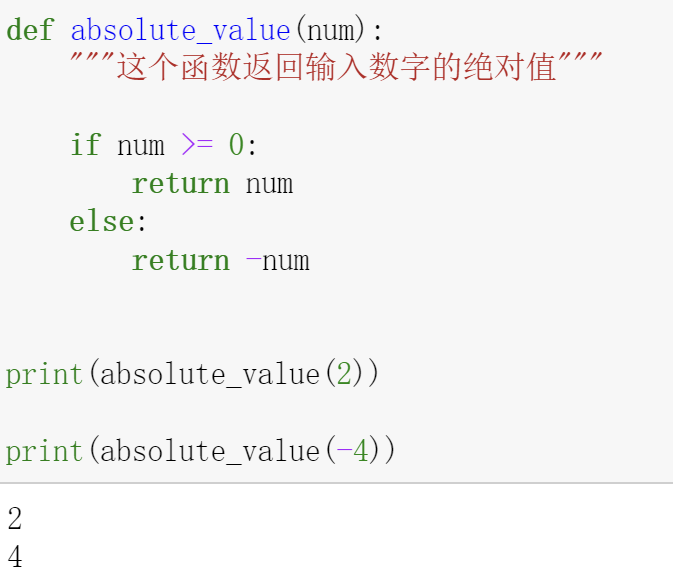 def absolute_value(num):
    """这个函数返回输入数字的绝对值"""
    if num >= 0:
        return num
    else:
        return -num
print(absolute_value(2))
print(absolute_value(-4))
2
4